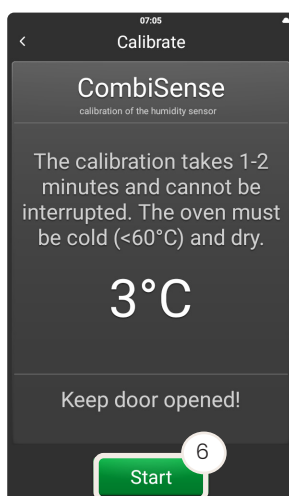 07:05
Calibrate
CombiSense
calibration of the humidity sensor
The calibration takes 1-2
minutes and cannot be
interrupted. The oven must
be cold (<60°C) and dry.
3°C
Keep door opened!
6
Start